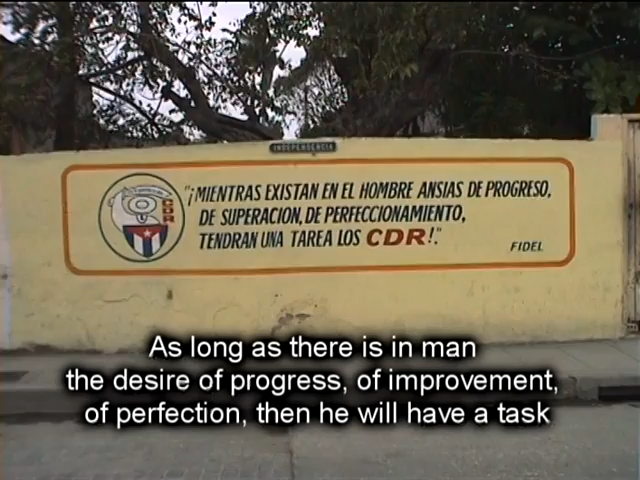 INDEPENDENCIA
"¡MIENTRAS EXISTAN EN EL HOMBRE ANSIAS DE PROGRESO,
DE SUPERACION, DE PERFECCIONAMIENTO,
TENDRAN UNA TAREA LOS CDR!."
FIDEL
CDR
As long as there is in man
the desire of progress, of improvement,
of perfection, then he will have a task